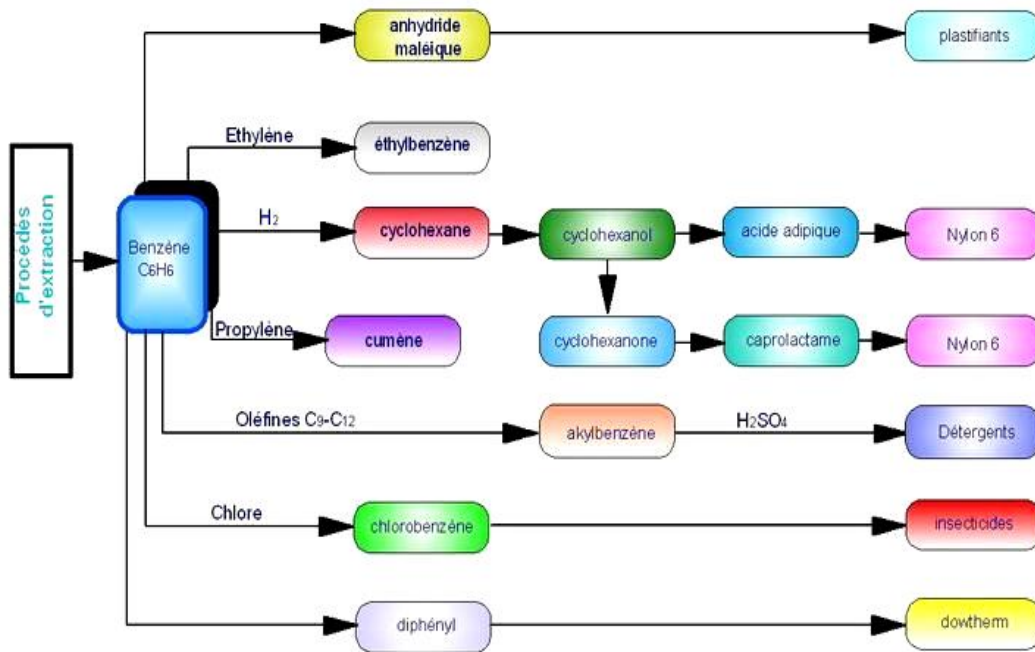 anhydride
maléique
plastifiants
Ethylène
éthylbenzène
Procédés
d'extraction
Benzène
C6H6
H2
cyclohexane
cyclohexanol
acide adipique
Nylon 6
Propylène
cumène
cyclohexanone
caprolactame
Nylon 6
Oléfines C9-C12
akylbenzène
H2SO4
Détergents
Chlore
chlorobenzéne
insecticides
diphényl
dowtherm